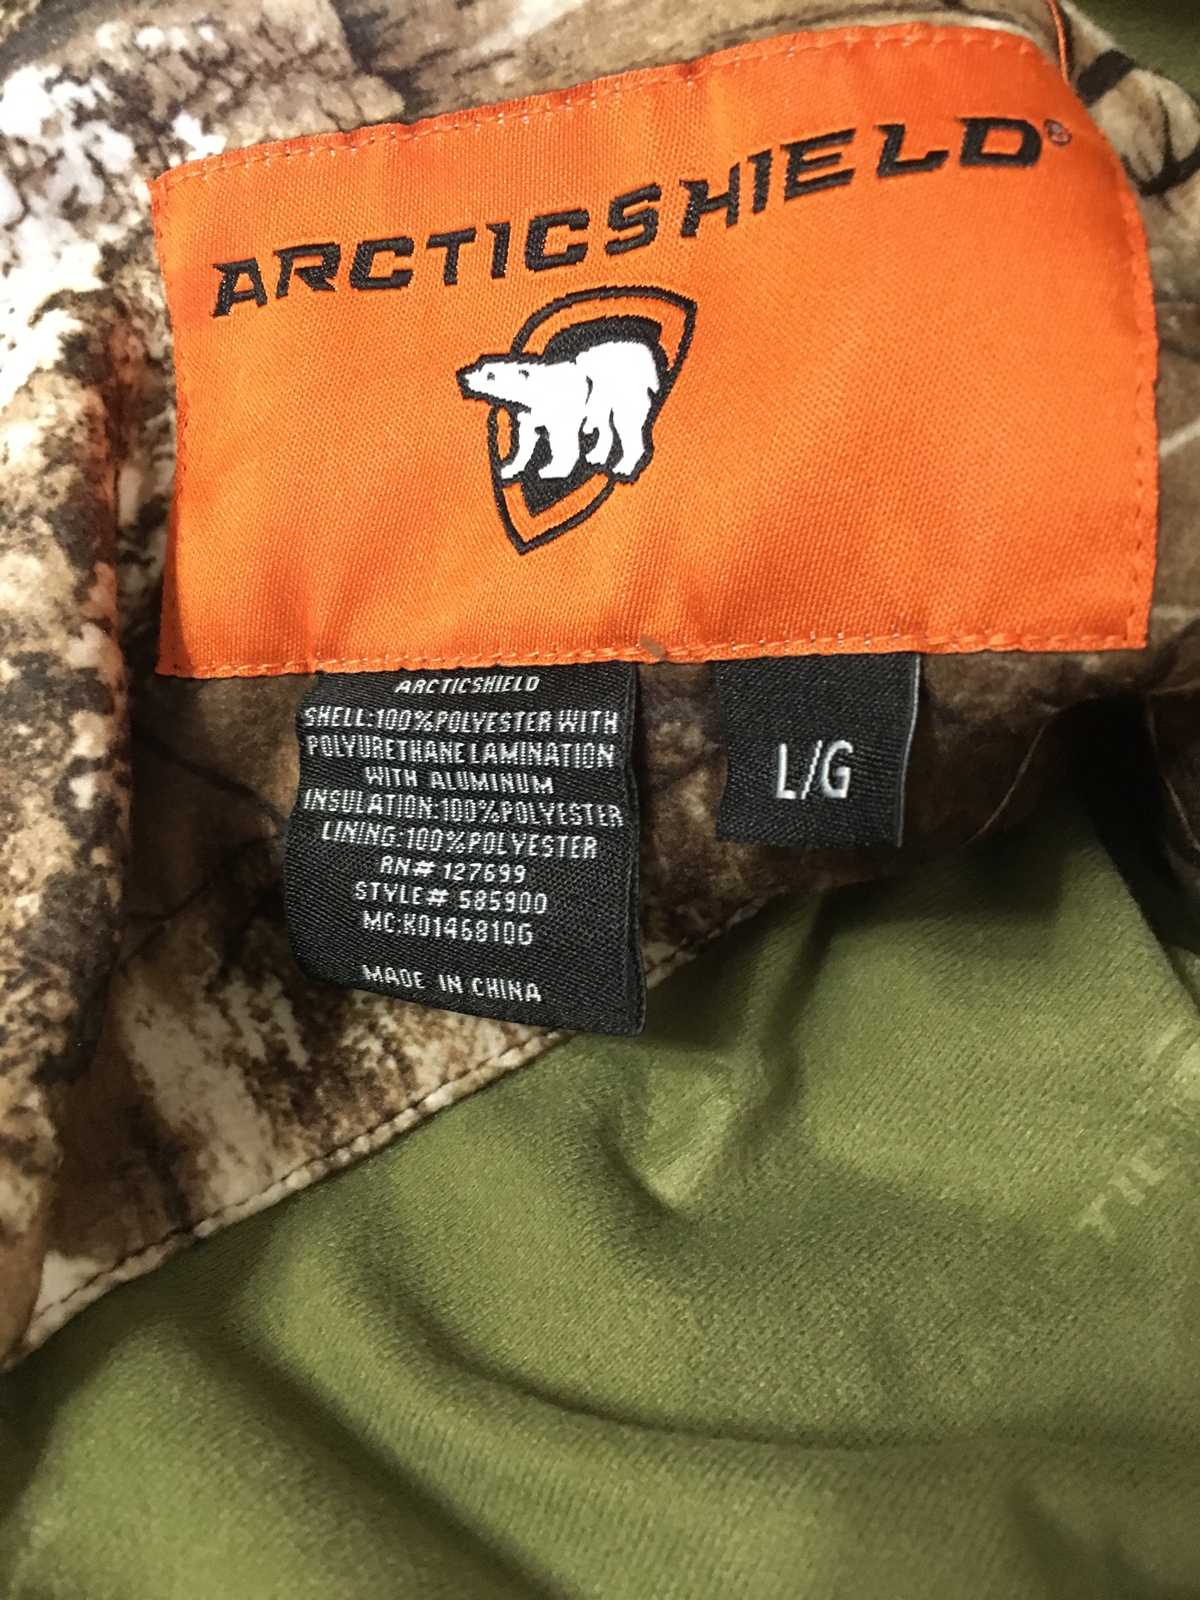 ARCTICSHIELD®
ARCTICSHIELD
SHELL:100%POLYESTER WITH
POLYURETHANE LAMINATION
WITH ALUMINUM
INSULATION:100%POLYESTER
LINING:100%POLYESTER
RN# 127699
STYLE# 585900
MC:K0146810G
MADE IN CHINA
L/G